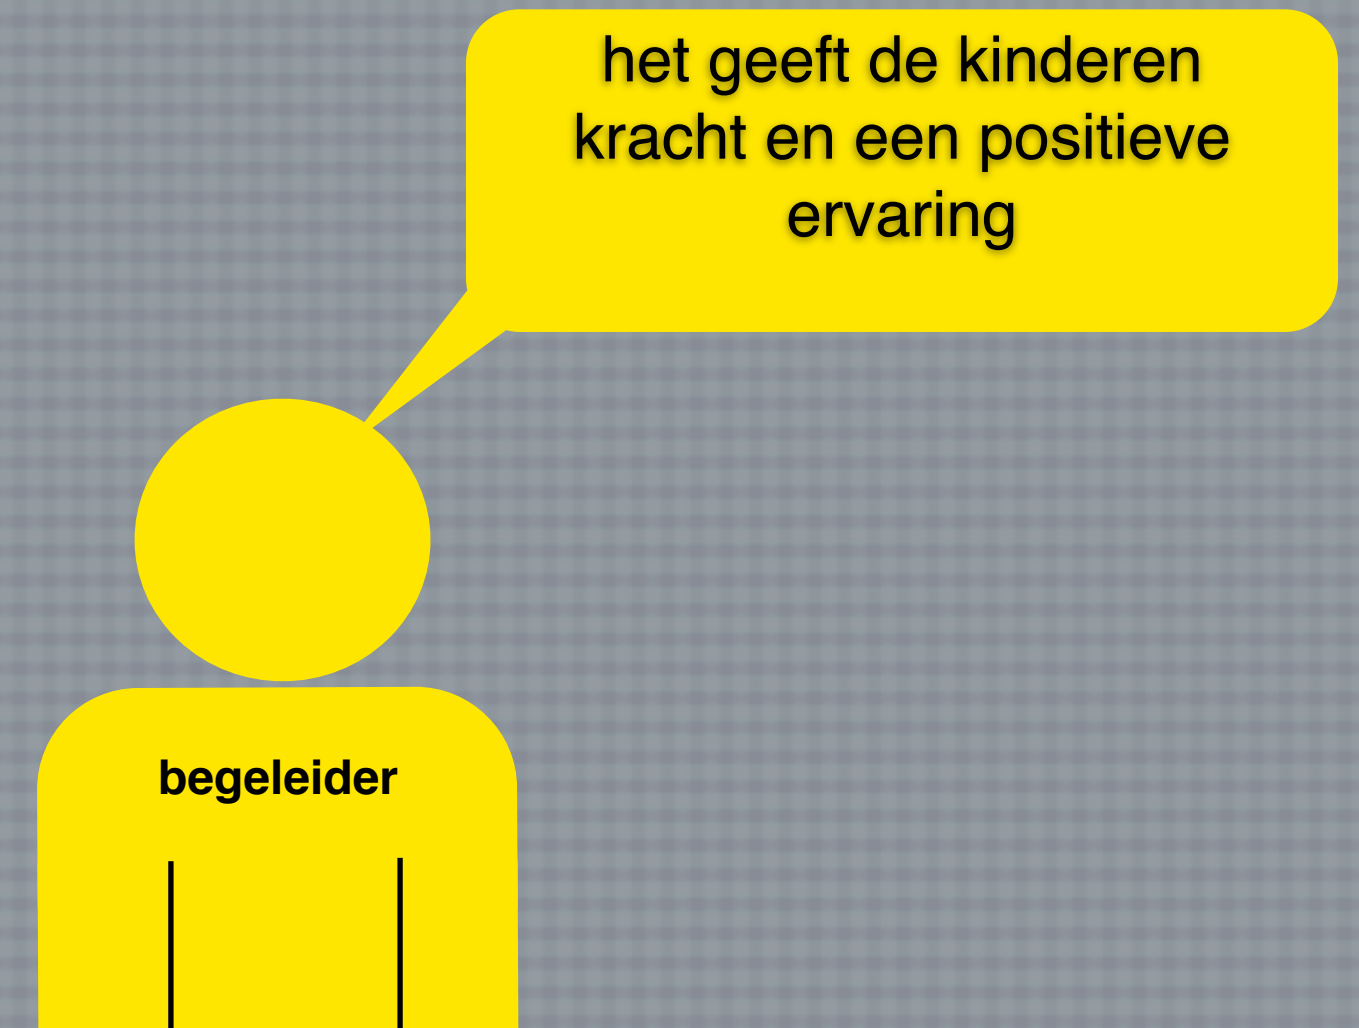 het geeft de kinderen
kracht en een positieve
ervaring
begeleider